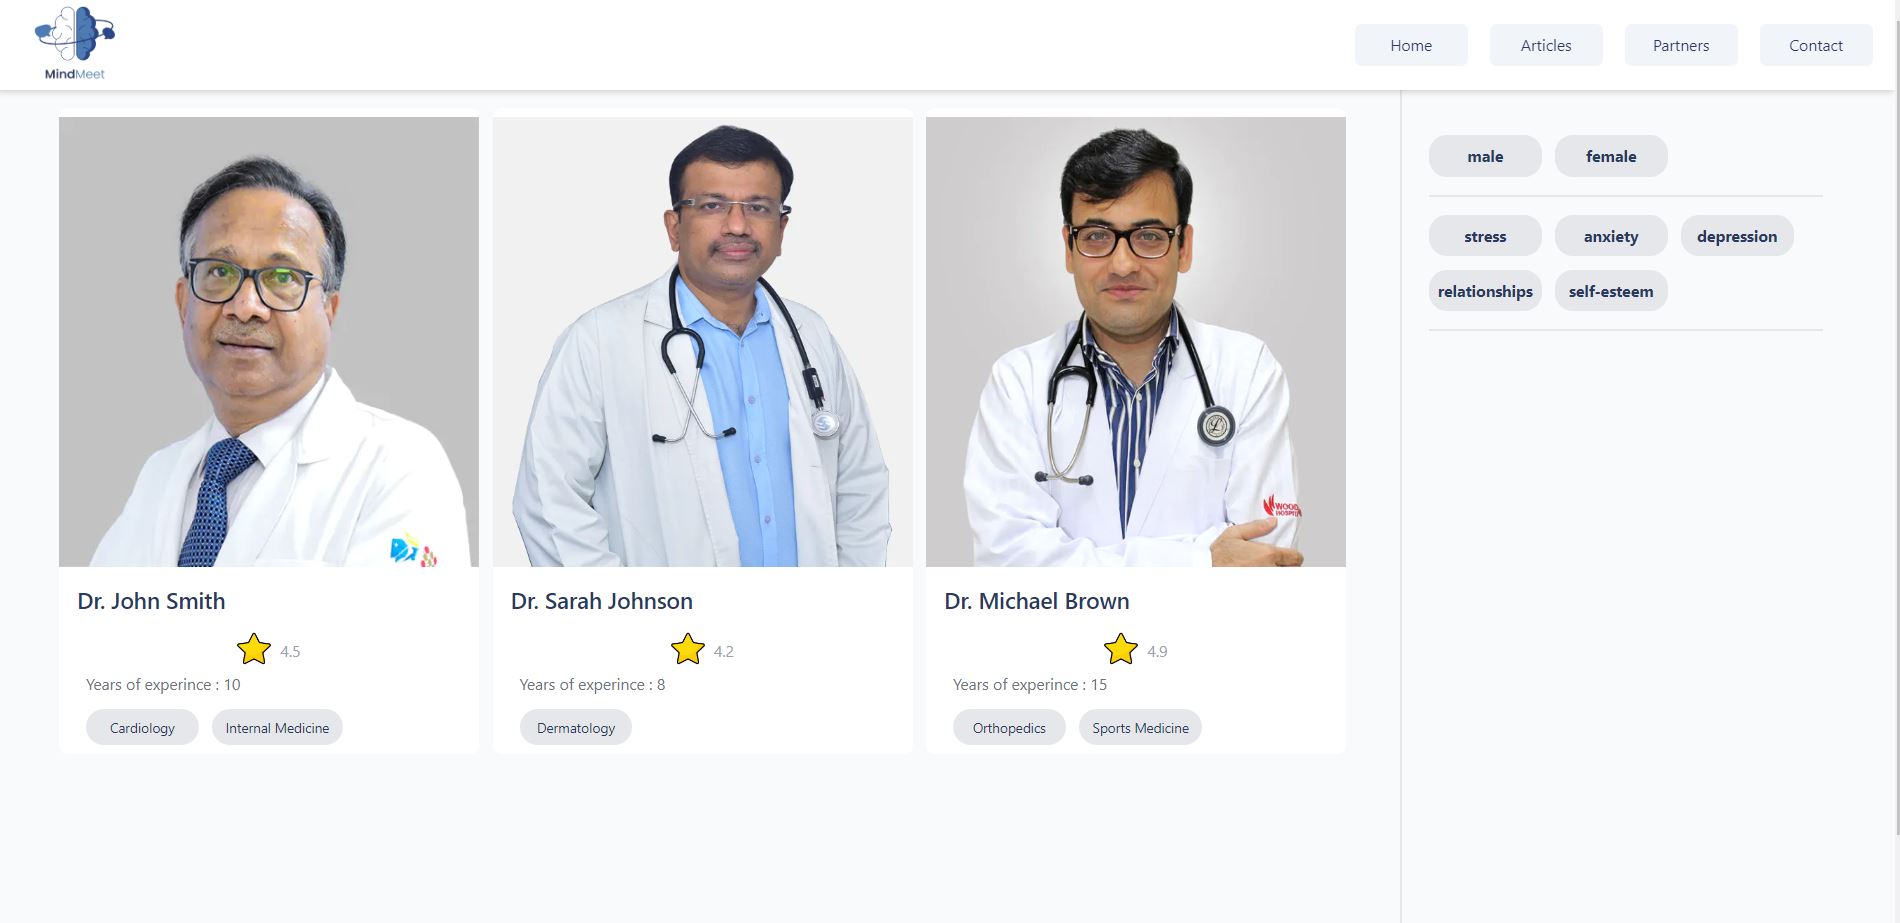 MindMeet
Home
Articles
Partners
Contact
male
female
stress
anxiety
depression
relationships
self-esteem
WOOD
HOSPIT
Dr. John Smith
4.5
Years of experince : 10
Cardiology
Internal Medicine
Dr. Sarah Johnson
4.2
Years of experince : 8
Dermatology
Dr. Michael Brown
4.9
Years of experince : 15
Orthopedics
Sports Medicine